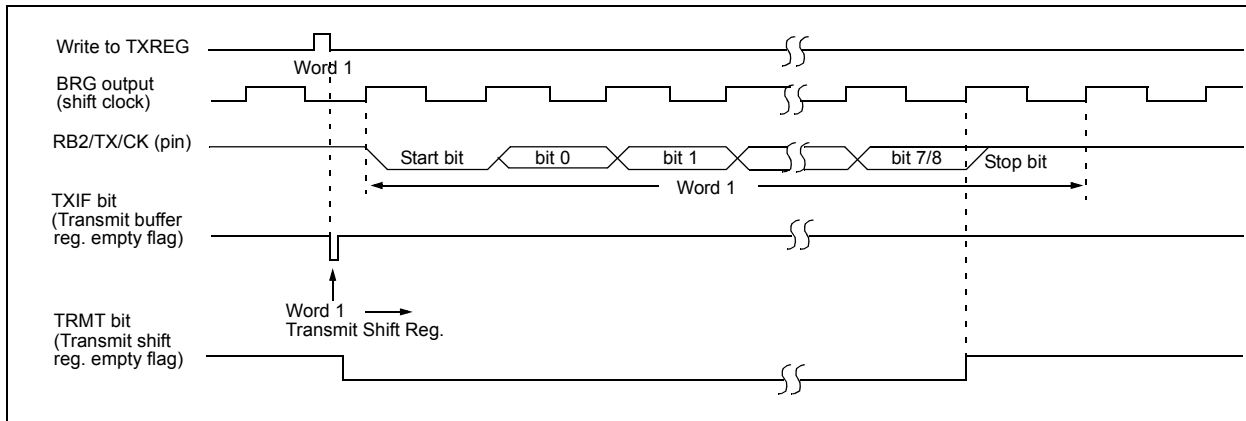 Write to TXREG
Word 1
BRG output
(shift clock)
RB2/TX/CK (pin)
Start bit
bit 0
bit 1
bit 7/8
Stop bit
Word 1
TXIF bit
(Transmit buffer
reg. empty flag)
Word 1
Transmit Shift Reg.
TRMT bit
(Transmit shift
reg. empty flag)